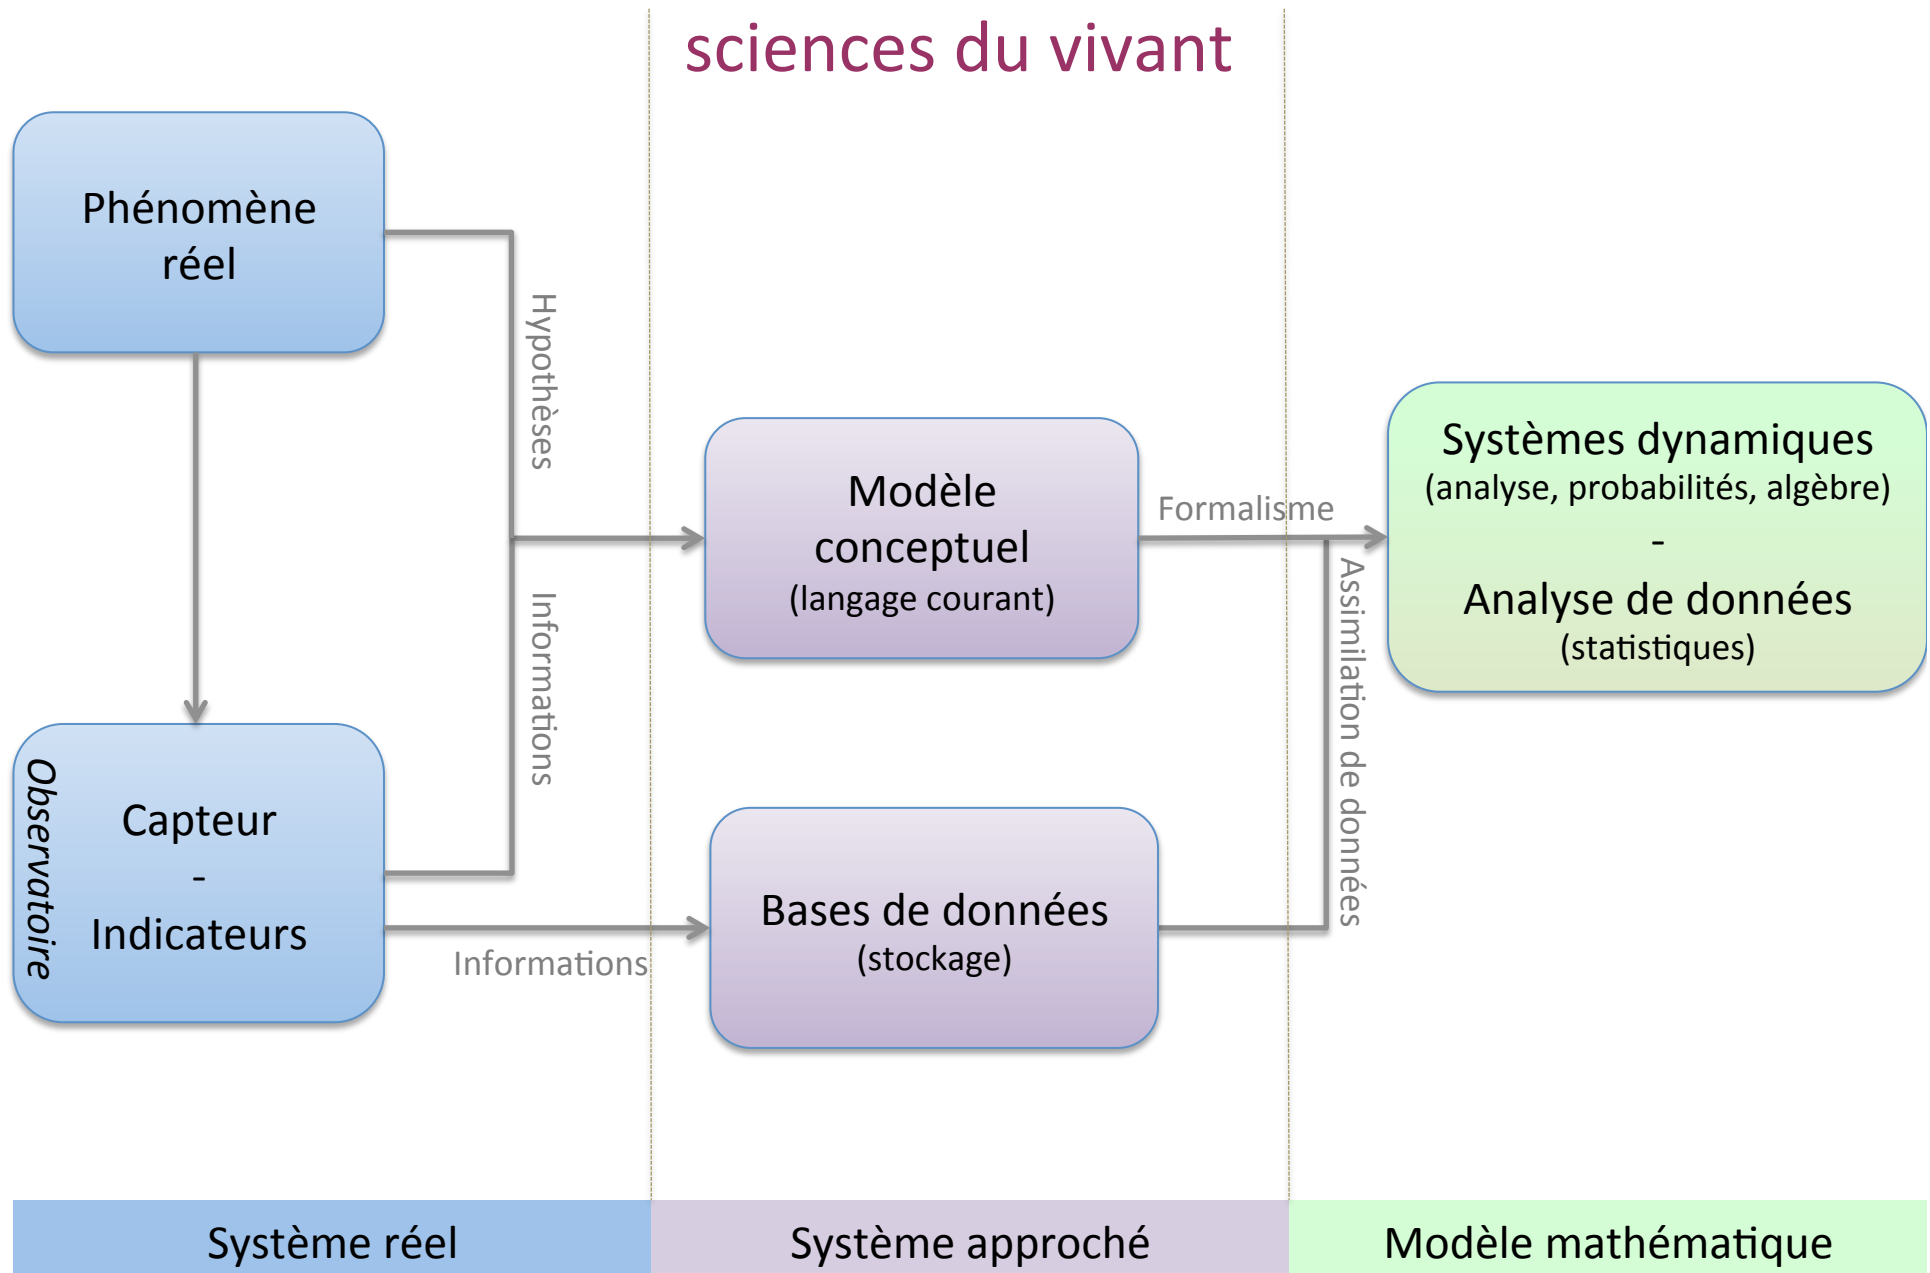 sciences du vivant
Phénomène
réel
Hypothèses
Informations
Observatoire
Capteur
-
Indicateurs
Informations
Modèle
conceptuel
(langage courant)
Bases de données
(stockage)
Formalisme
Assimilation de données
Systèmes dynamiques
(analyse, probabilités, algèbre)
-
Analyse de données
(statistiques)
Système réel
Système approché
Modèle mathématique